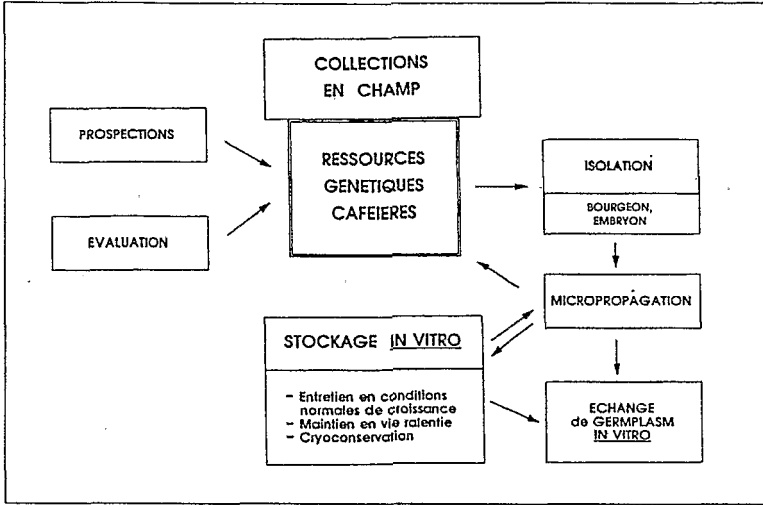 COLLECTIONS
EN CHAMP
PROSPECTIONS
RESSOURCES
GENETIQUES
CAFEIERES
EVALUATION
ISOLATION
BOURGEON,
EMBRYON
MICROPROPAGATION
STOCKAGE IN VITRO
- Entretien en conditions
normales de croissance
- Maintien en vie ralentie
- Cryoconservation
ECHANGE
de GERMPLASM
IN VITRO